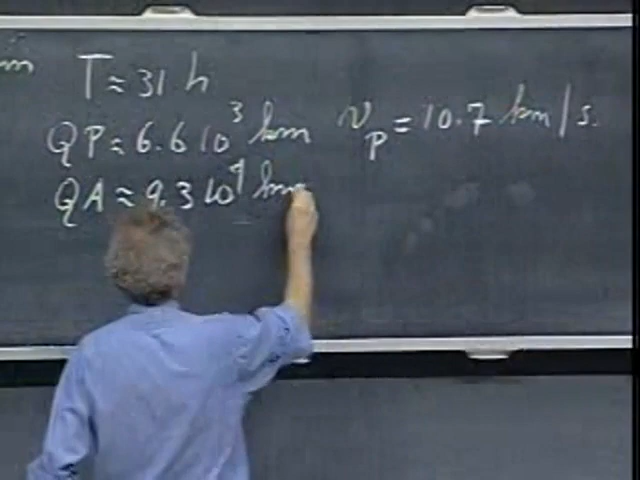 m T ≈ 31 h
QP ≈ 6.6 10³ km v_P = 10.7 km/s.
QA ≈ 9.3 10⁴ km